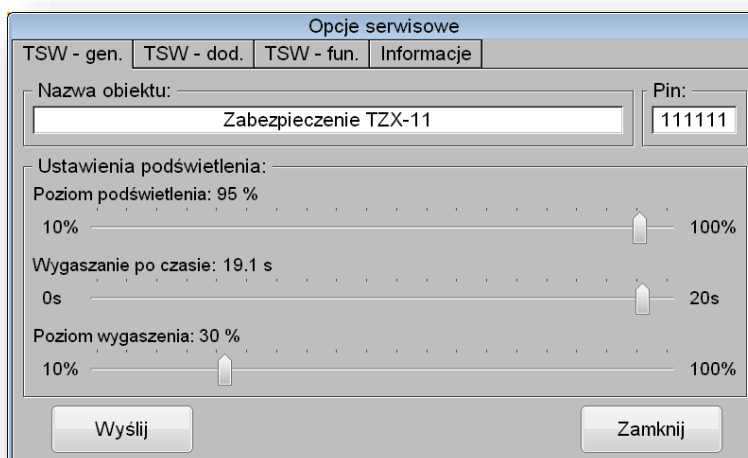 Opcje serwisowe
TSW - gen. TSW - dod. TSW - fun. Informacje
Nazwa obiektu: Pin:
Zabezpieczenie TZX-11 111111
Ustawienia podświetlenia:
Poziom podświetlenia: 95 %
10% 100%
Wygaszanie po czasie: 19.1 s
0s 20s
Poziom wygaszenia: 30 %
10% 100%
Wyślij Zamknij